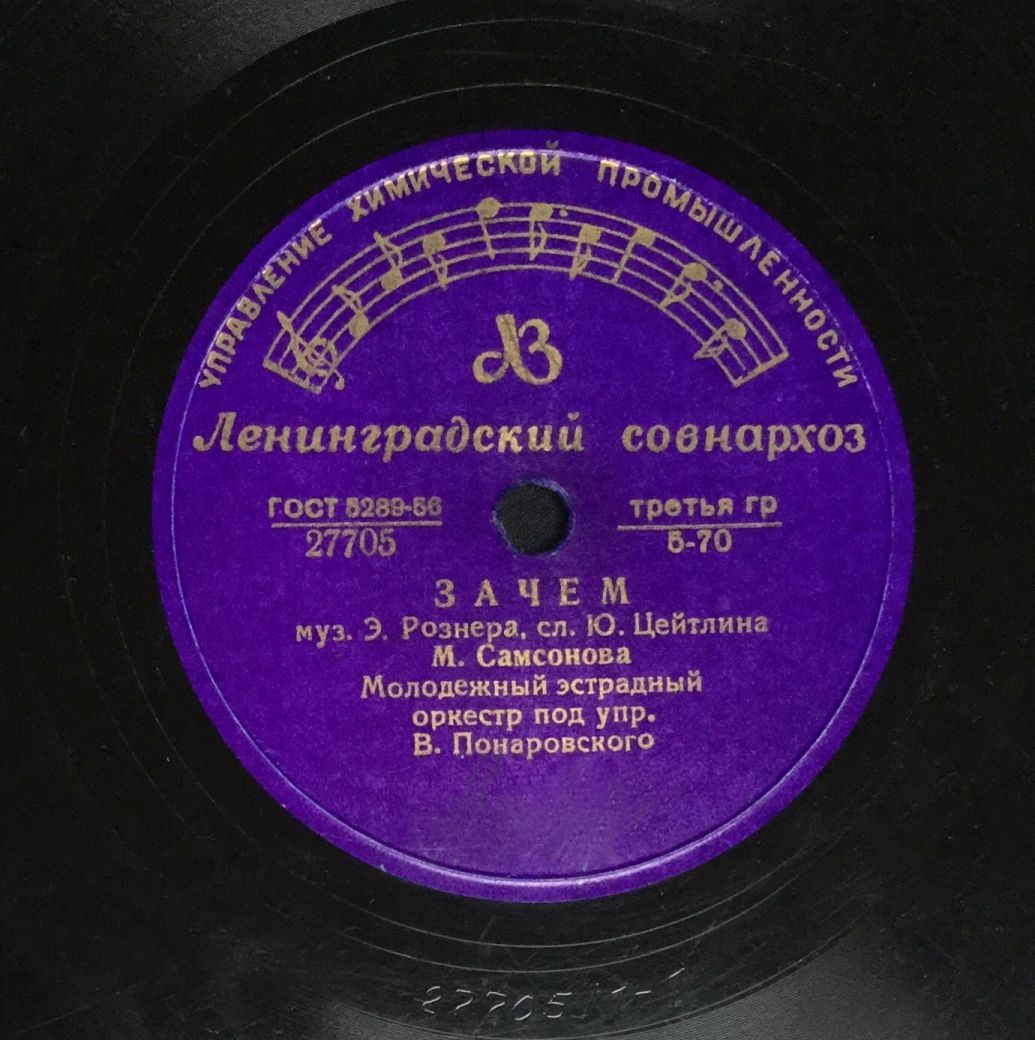 УПРАВЛЕНИЕ ХИМИЧЕСКОЙ ПРОМЫШЛЕННОСТИ
ЛЗ
Ленинградский совнархоз
ГОСТ 5289-56
27705
третья гр
5-70
ЗАЧЕМ
муз. Э. Рознера, сл. Ю. Цейтлина
М. Самсонова
Молодежный эстрадный
оркестр под упр.
В. Понаровского
27705